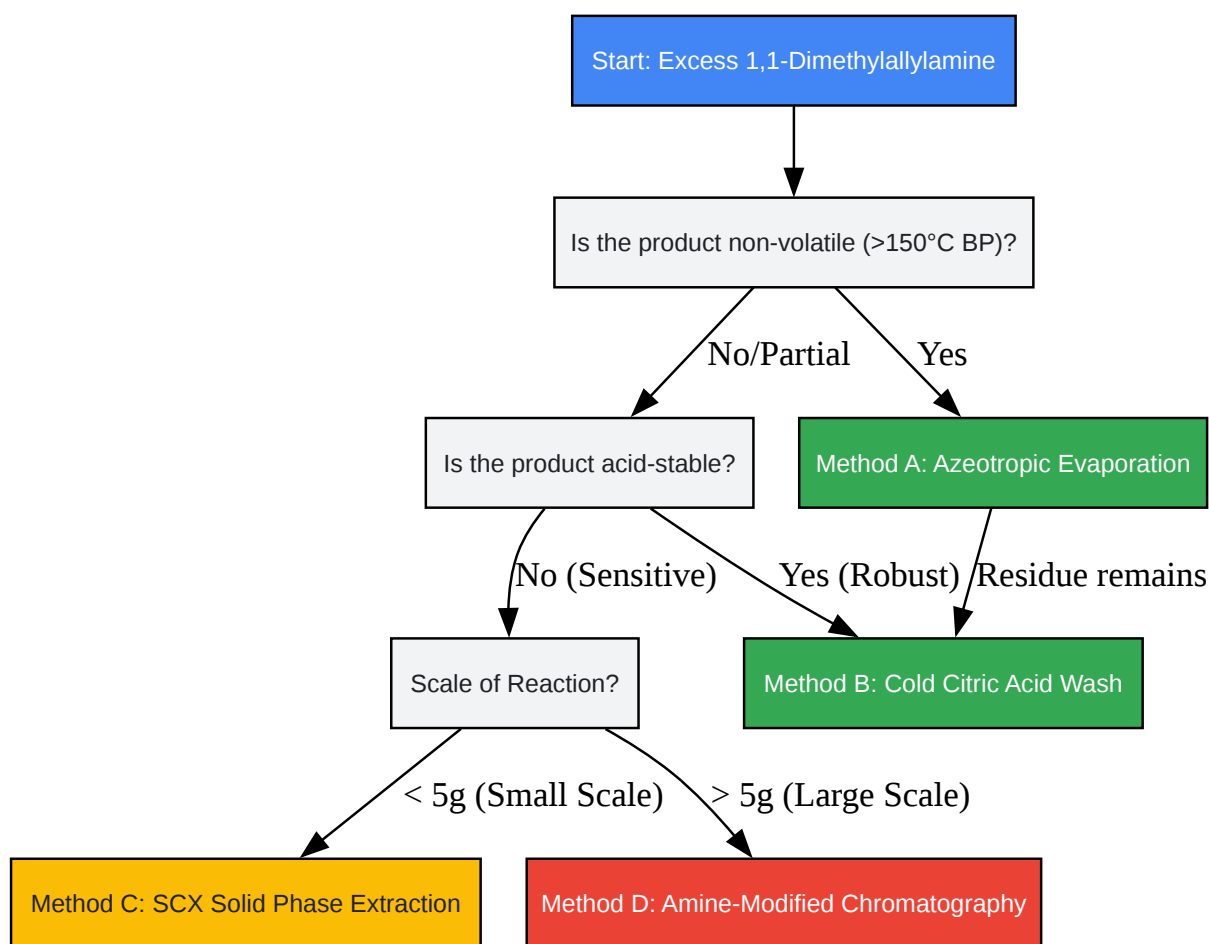 Start: Excess 1,1-Dimethylallylamine
Is the product non-volatile (>150°C BP)?
No/Partial
Yes
Is the product acid-stable?
Method A: Azeotropic Evaporation
No (Sensitive)
Yes (Robust)
Residue remains
Scale of Reaction?
Method B: Cold Citric Acid Wash
< 5g (Small Scale)
> 5g (Large Scale)
Method C: SCX Solid Phase Extraction
Method D: Amine-Modified Chromatography